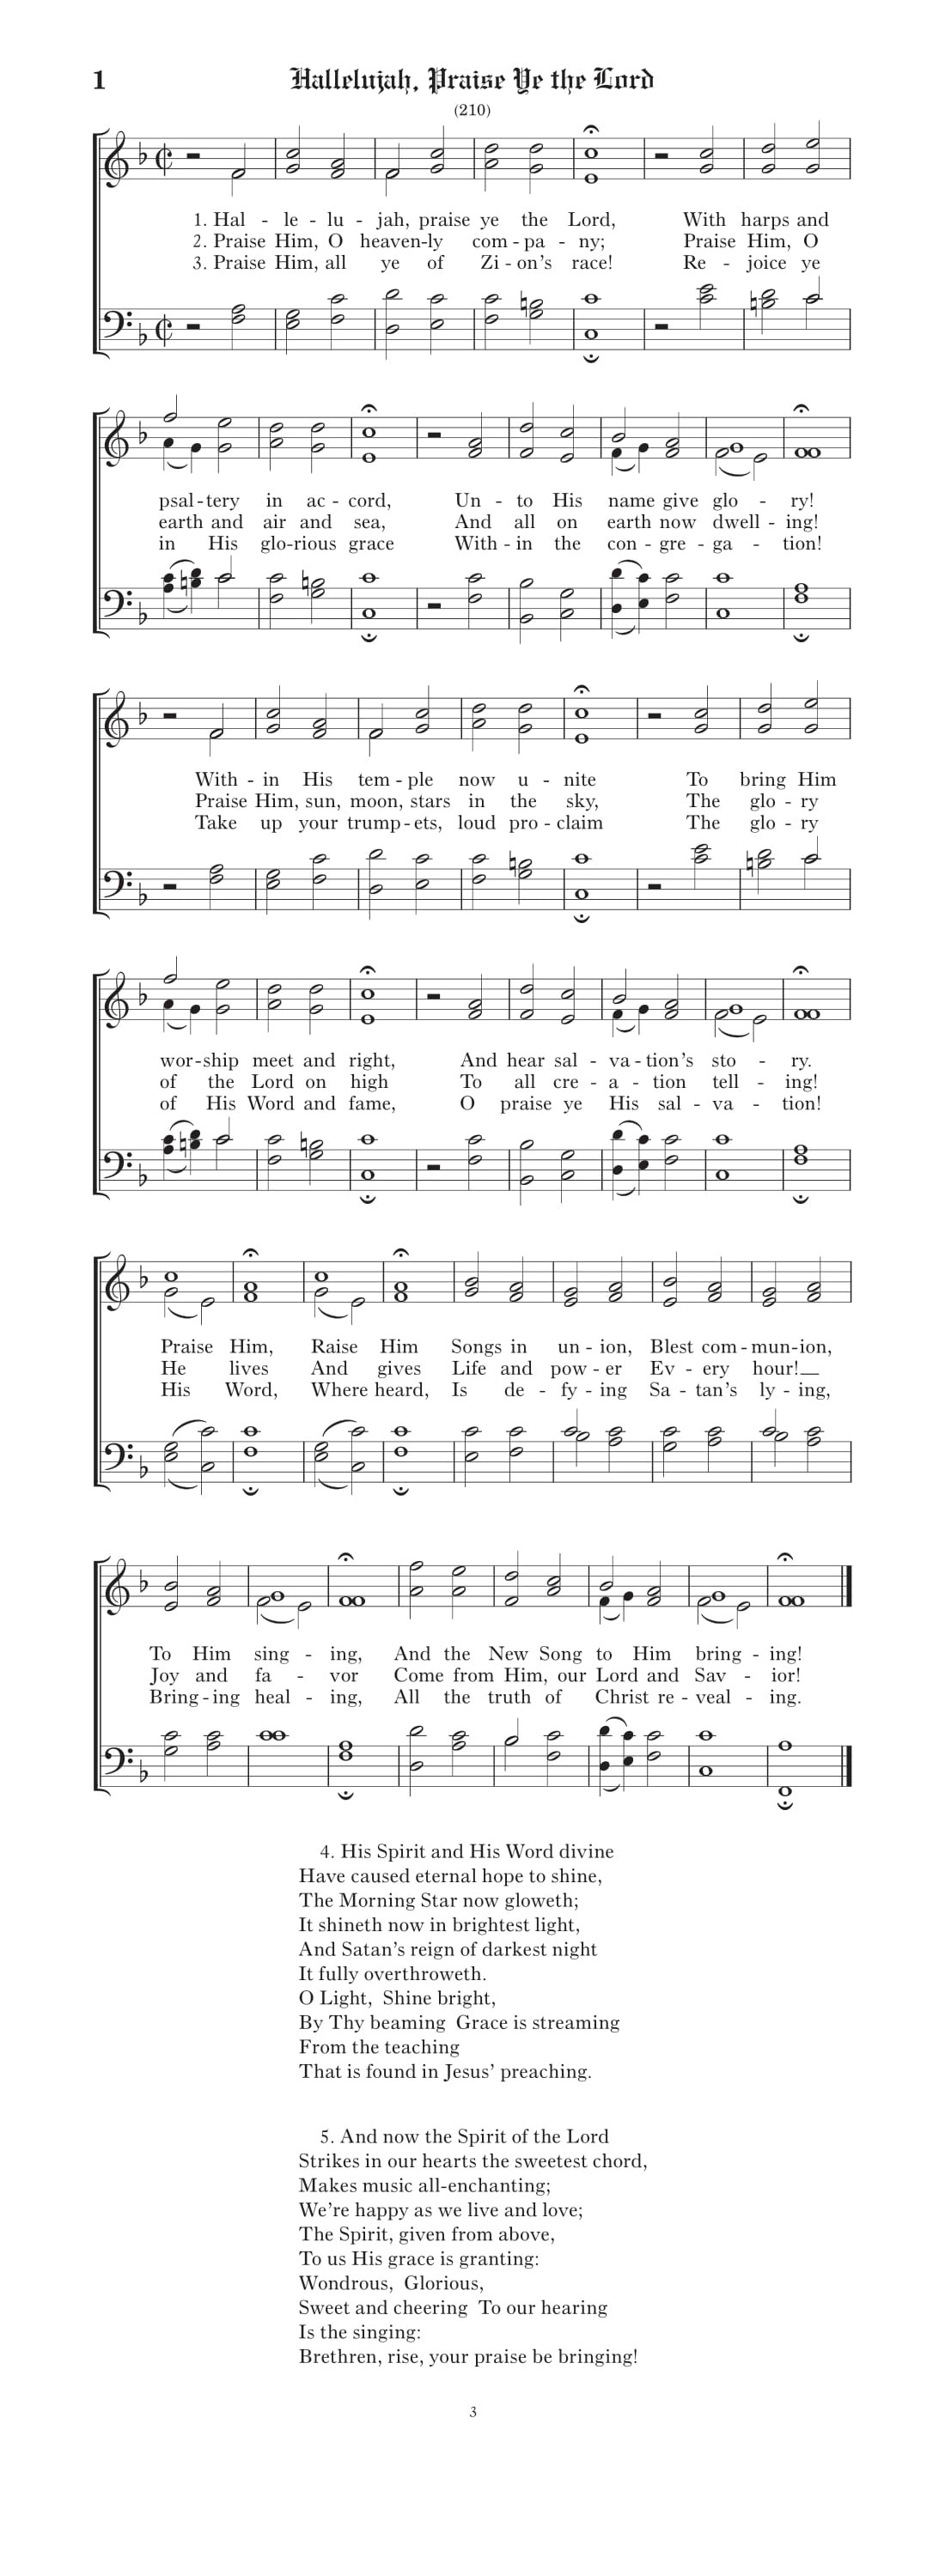 1 Hallelujah, Praise Ye the Lord
(210)
1. Hal - le - lu - jah, praise ye the Lord, With harps and
2. Praise Him, O heaven-ly com - pa - ny; Praise Him, O
3. Praise Him, all ye of Zi - on's race! Re - joice ye
psal - tery in ac - cord, Un - to His name give glo - ry!
earth and air and sea, And all on earth now dwell - ing!
in His glo-rious grace With - in the con - gre - ga - tion!
With - in His tem - ple now u - nite To bring Him
Praise Him, sun, moon, stars in the sky, The glo - ry
Take up your trump - ets, loud pro - claim The glo - ry
wor - ship meet and right, And hear sal - va - tion's sto - ry.
of the Lord on high To all cre - a - tion tell - ing!
of His Word and fame, O praise ye His sal - va - tion!
Praise Him, Raise Him Songs in un - ion, Blest com - mun - ion,
He lives And gives Life and pow - er Ev - ery hour!
His Word, Where heard, Is de - fy - ing Sa - tan's ly - ing,
To Him sing - ing, And the New Song to Him bring - ing!
Joy and fa - vor Come from Him, our Lord and Sav - ior!
Bring - ing heal - ing, All the truth of Christ re - veal - ing.
4. His Spirit and His Word divine
Have caused eternal hope to shine,
The Morning Star now gloweth;
It shineth now in brightest light,
And Satan's reign of darkest night
It fully overthroweth.
O Light, Shine bright,
By Thy beaming Grace is streaming
From the teaching
That is found in Jesus' preaching.
5. And now the Spirit of the Lord
Strikes in our hearts the sweetest chord,
Makes music all-enchanting;
We're happy as we live and love;
The Spirit, given from above,
To us His grace is granting:
Wondrous, Glorious,
Sweet and cheering To our hearing
Is the singing:
Brethren, rise, your praise be bringing!
3